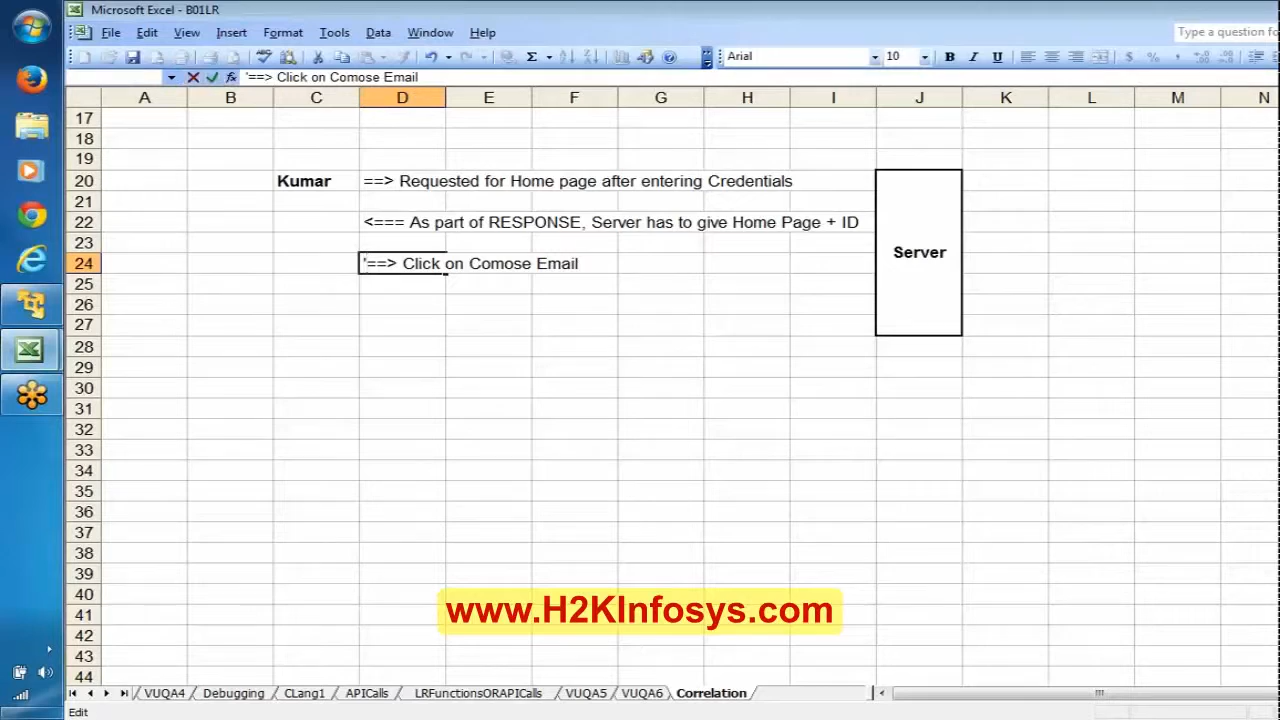 Microsoft Excel - B01LR
File Edit View Insert Format Tools Data Window Help
Type a question fo
Arial 10 B I U $ %
'==> Click on Comose Email
A B C D E F G H I J K L M N
17
18
19
20 Kumar ==> Requested for Home page after entering Credentials
21
22 <=== As part of RESPONSE, Server has to give Home Page + ID
23 Server
24 '==> Click on Comose Email
25
26
27
28
29
30
31
32
33
34
35
36
37
38
39
40
www.H2KInfosys.com
41
42
43
44
VUQA4 Debugging CLang1 APICalls LRFunctionsORAPICalls VUQA5 VUQA6 Correlation
Edit